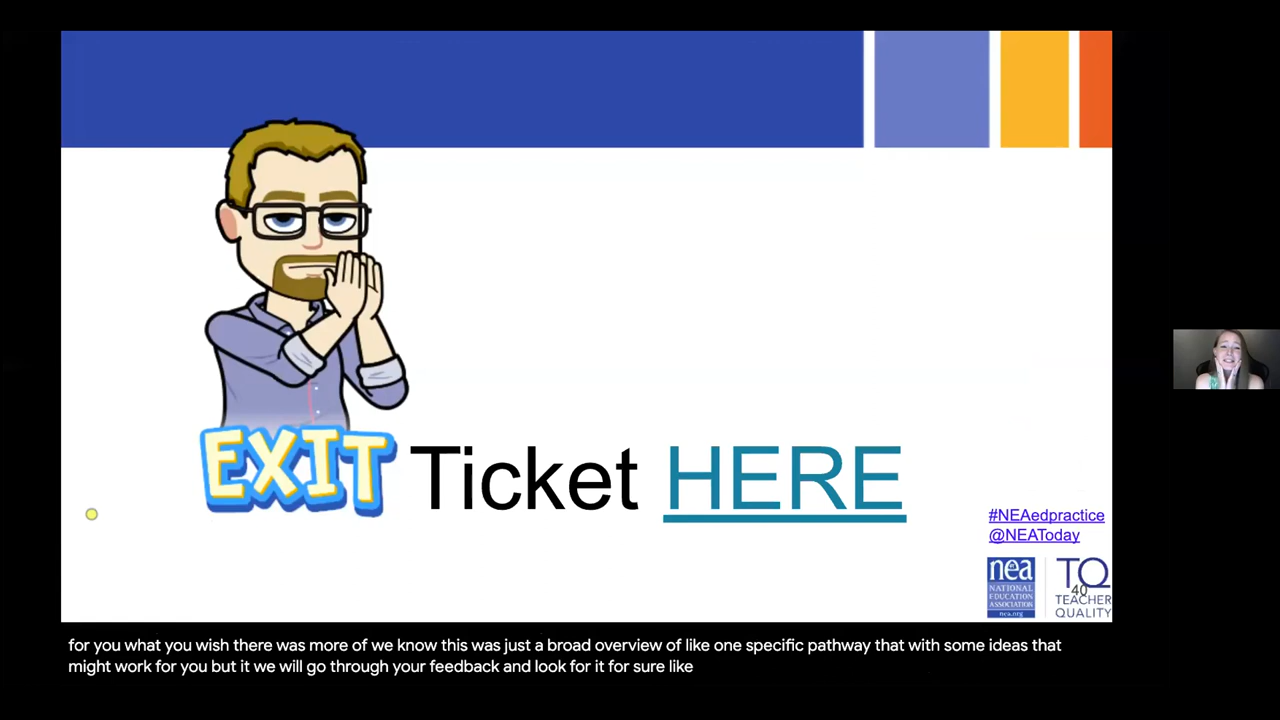 EXIT Ticket HERE
#NEAedpractice
@NEAToday
nea
NATIONAL
EDUCATION
ASSOCIATION
nea.org
TQ
40
TEACHER
QUALITY
for you what you wish there was more of we know this was just a broad overview of like one specific pathway that with some ideas that
might work for you but it we will go through your feedback and look for it for sure like